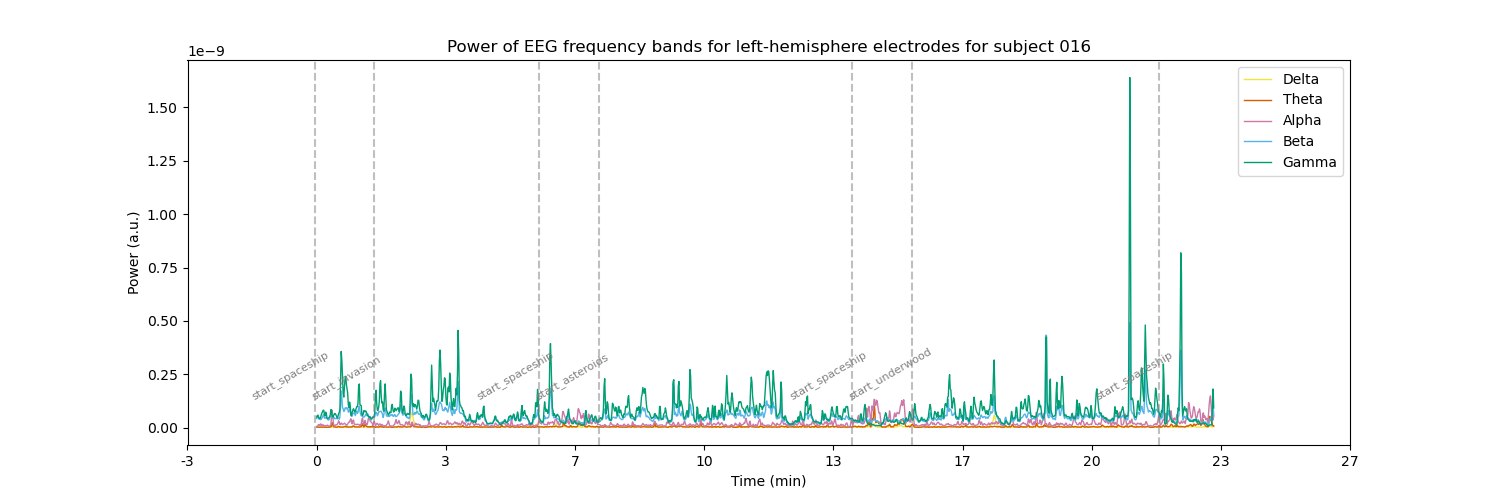 Power of EEG frequency bands for left-hemisphere electrodes for subject 016
1e−9
Delta
Theta
Alpha
Beta
Gamma
1.50
1.25
1.00
0.75
0.50
0.25
0.00
Power (a.u.)
start_spaceship
start_invasion
start_spaceship
start_asteroids
start_spaceship
start_underwood
start_spaceship
-3
0
3
7
10
13
17
20
23
27
Time (min)